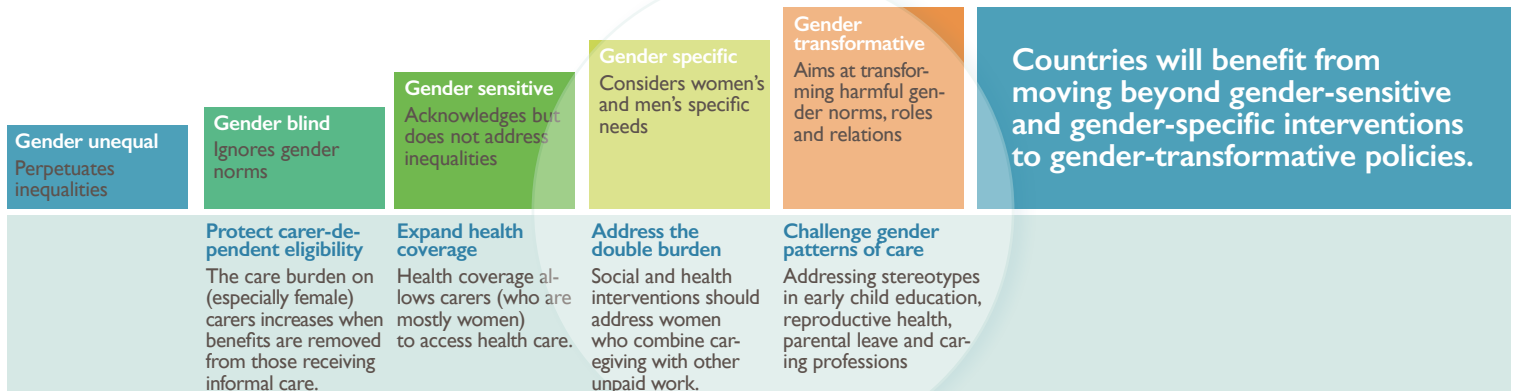 Gender unequal
Perpetuates
inequalities
Gender blind
Ignores gender
norms
Gender sensitive
Acknowledges but
does not address
inequalities
Gender specific
Considers women’s
and men’s specific
needs
Gender
transformative
Aims at transfor-
ming harmful gen-
der norms, roles
and relations
Countries will benefit from
moving beyond gender-sensitive
and gender-specific interventions
to gender-transformative policies.
Protect carer-de-
pendent eligibility
The care burden on
(especially female)
carers increases when
benefits are removed
from those receiving
informal care.
Expand health
coverage
Health coverage al-
lows carers (who are
mostly women)
to access health care.
Address the
double burden
Social and health
interventions should
address women
who combine car-
egiving with other
unpaid work.
Challenge gender
patterns of care
Addressing stereotypes
in early child education,
reproductive health,
parental leave and car-
ing professions